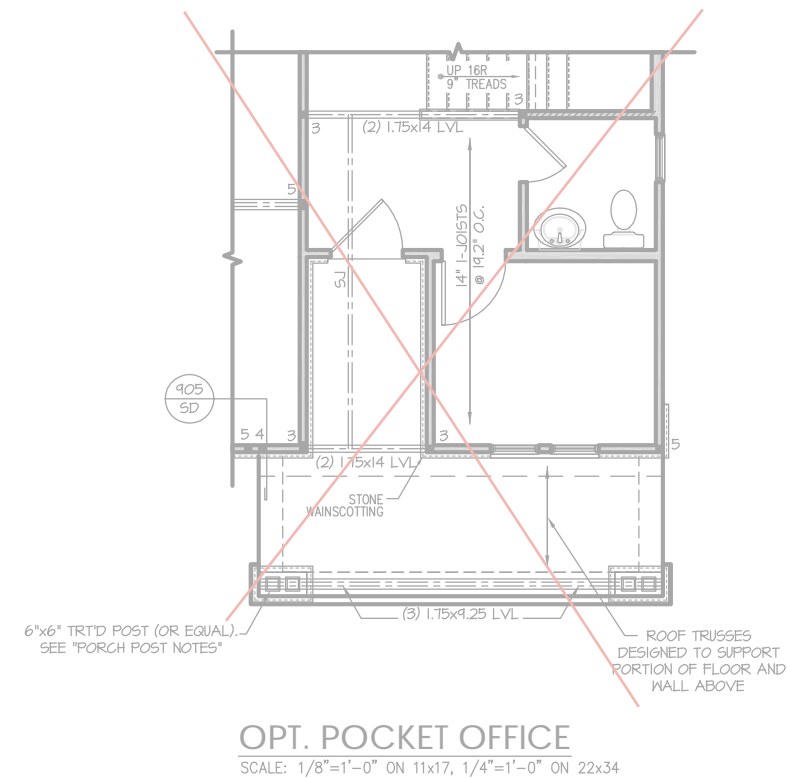 UP 16R
9" TREADS
3
3
(2) 1.75x14 LVL
5
14" I-JOISTS
@ 19.2" O.C.
SJ
905
SD
5 4
3
3
5
(2) 1.75x14 LVL
STONE
WAINSCOTTING
(3) 1.75x9.25 LVL
6"x6" TRT'D POST (OR EQUAL).
SEE "PORCH POST NOTES"
ROOF TRUSSES
DESIGNED TO SUPPORT
PORTION OF FLOOR AND
WALL ABOVE
OPT. POCKET OFFICE
SCALE: 1/8"=1'-0" ON 11x17, 1/4"=1'-0" ON 22x34